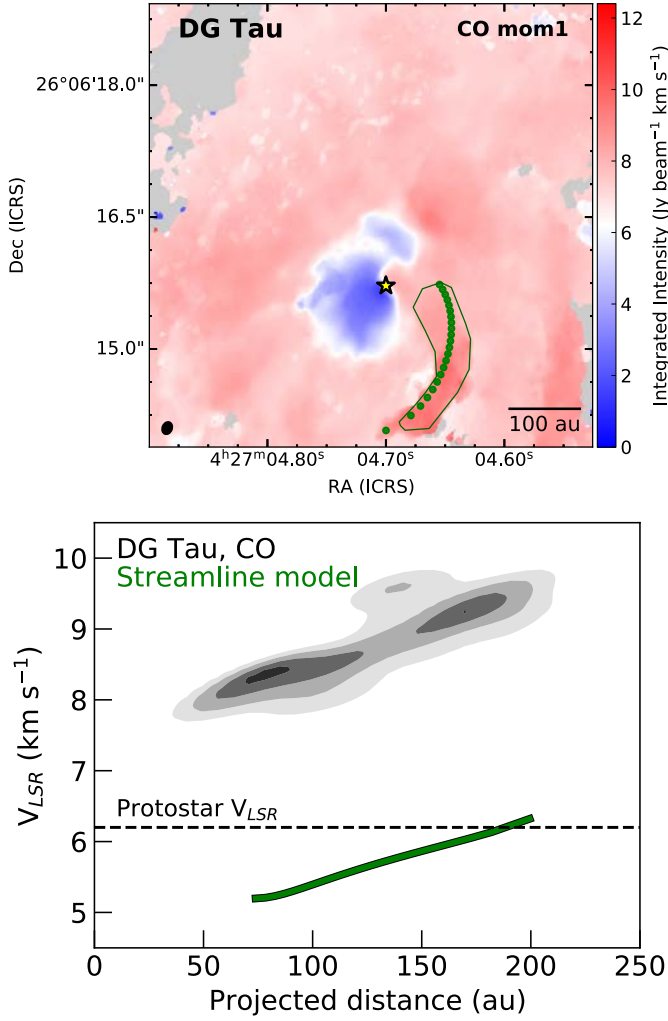 DG Tau
CO mom1
26°06'18.0"
16.5"
15.0"
Dec (ICRS)
4ʰ27ᵐ04.80ˢ
04.70ˢ
04.60ˢ
RA (ICRS)
100 au
12
10
8
6
4
2
0
Integrated Intensity (Jy beam⁻¹ km s⁻¹)
DG Tau, CO
Streamline model
Protostar V_LSR
10
9
8
7
6
5
V_LSR (km s⁻¹)
0
50
100
150
200
250
Projected distance (au)